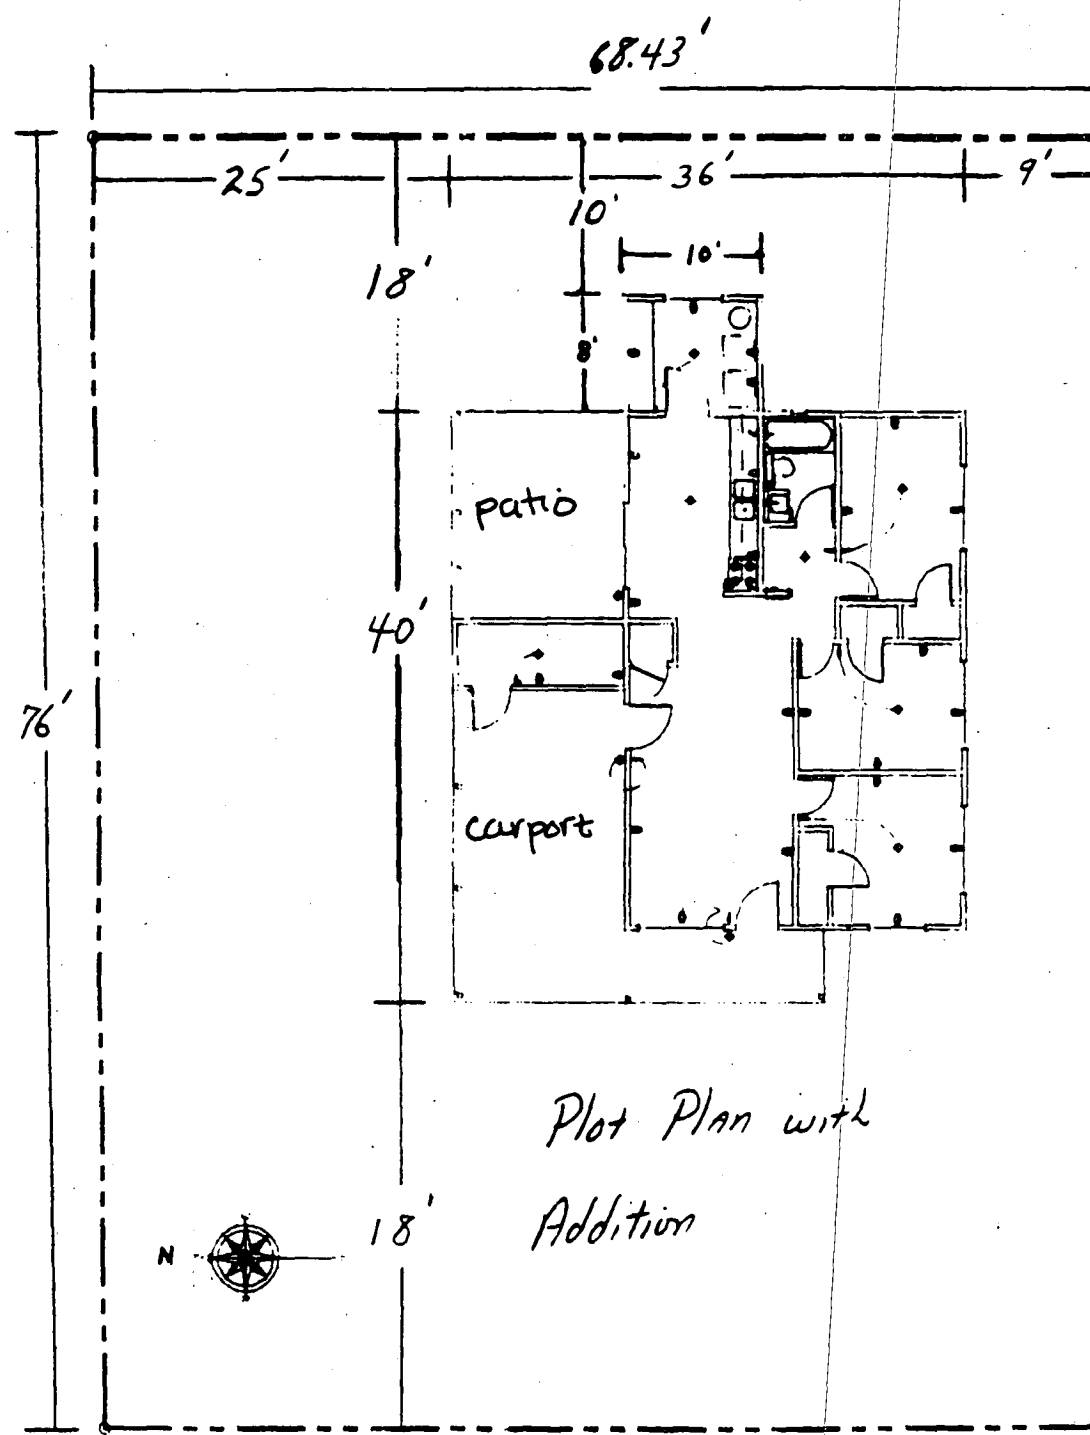 68.43'
25'
36'
9'
10'
10'
18'
8'
patio
40'
76'
carport
Plot Plan with
Addition
18'
N